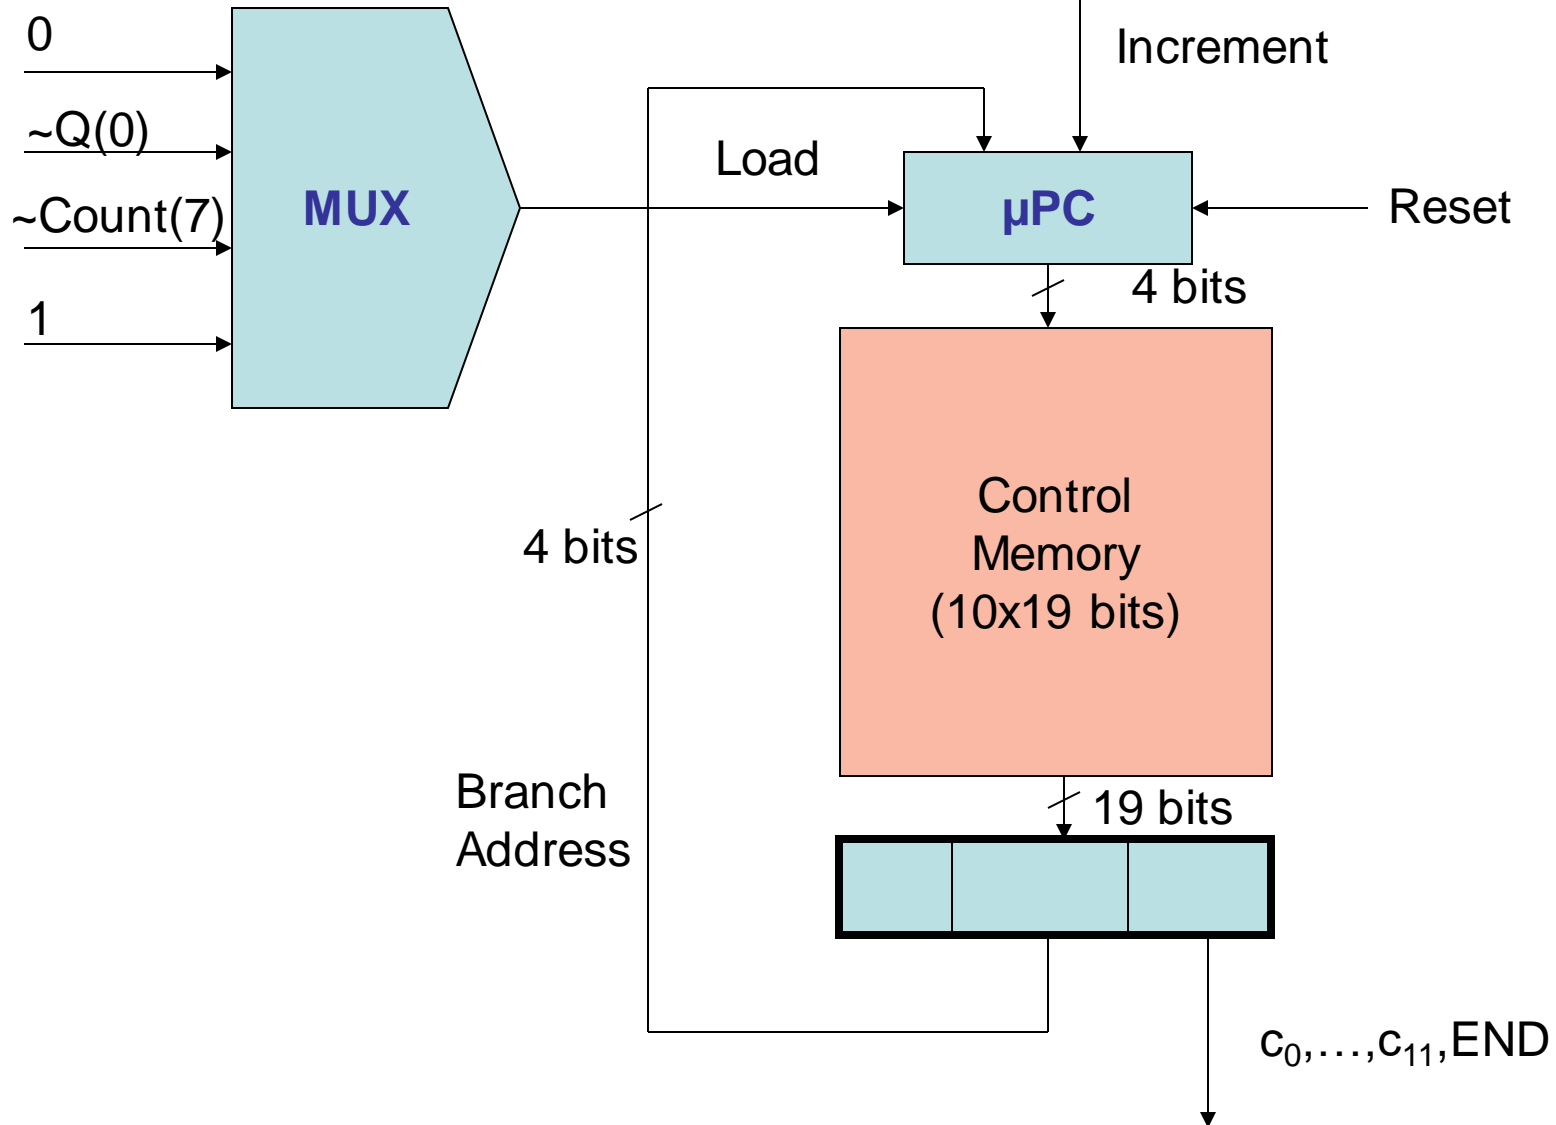 0
Increment
~Q(0)
Load
MUX
~Count(7)
µPC
Reset
4 bits
1
Control
Memory
(10x19 bits)
4 bits
Branch
Address
19 bits
c₀,…,c₁₁,END